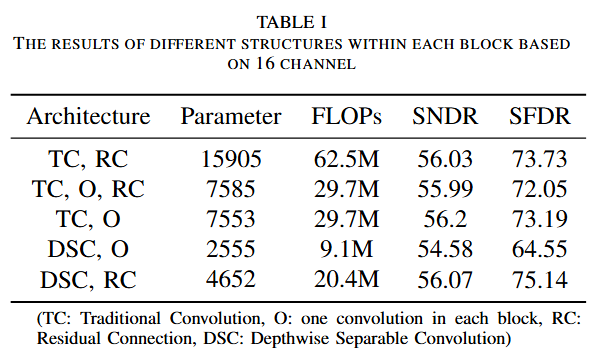 TABLE I
THE RESULTS OF DIFFERENT STRUCTURES WITHIN EACH BLOCK BASED
ON 16 CHANNEL
Architecture Parameter FLOPs SNDR SFDR
TC, RC 15905 62.5M 56.03 73.73
TC, O, RC 7585 29.7M 55.99 72.05
TC, O 7553 29.7M 56.2 73.19
DSC, O 2555 9.1M 54.58 64.55
DSC, RC 4652 20.4M 56.07 75.14
(TC: Traditional Convolution, O: one convolution in each block, RC:
Residual Connection, DSC: Depthwise Separable Convolution)